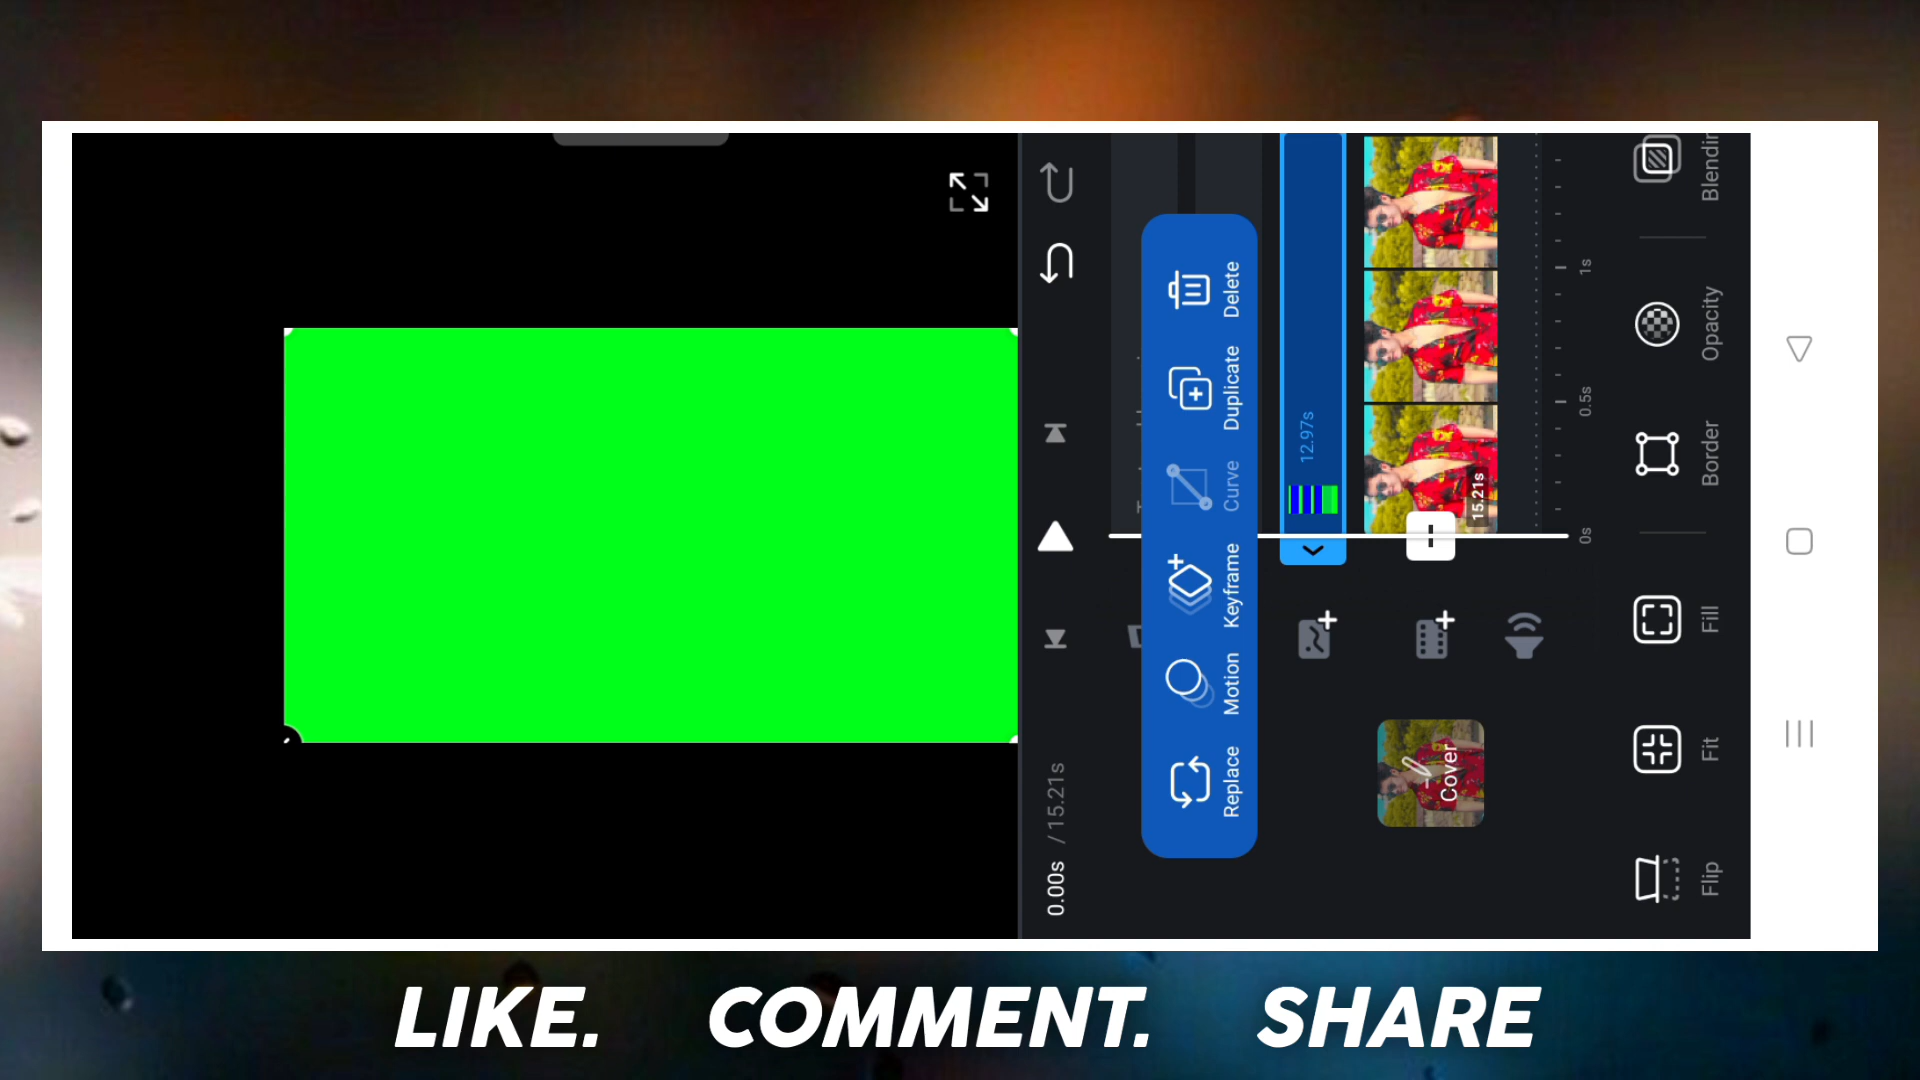 0.00s / 15.21s
Replace
Motion
Keyframe
Curve
Duplicate
Delete
12.97s
15.21s
Cover
0s
0.5s
1s
Flip
Fit
Fill
Border
Opacity
Blendin
LIKE. COMMENT. SHARE